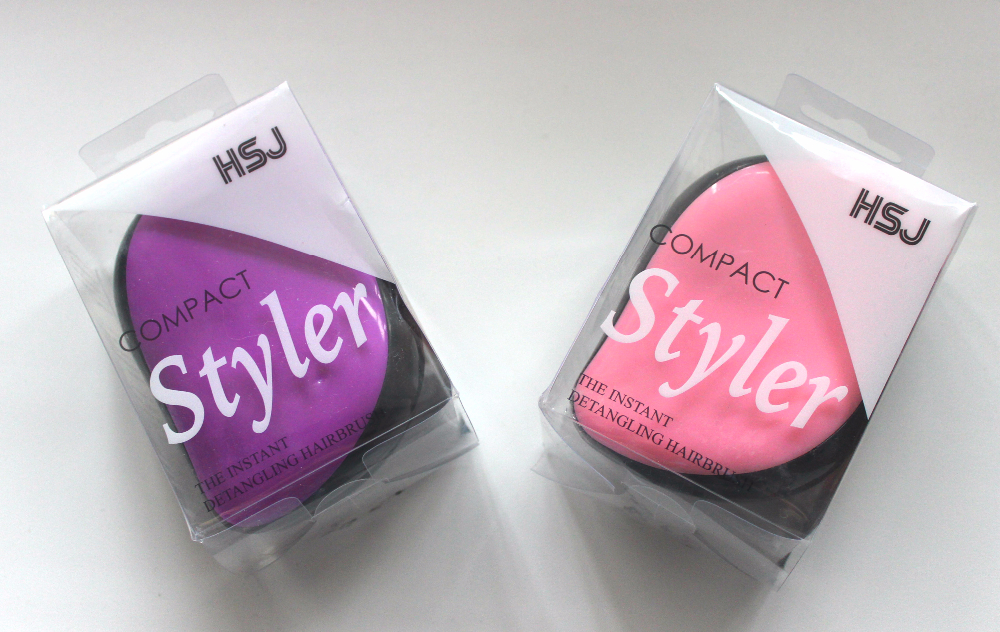 HSJ
COMPACT
Styler
THE INSTANT
DETANGLING HAIRBRUSH
HSJ
COMPACT
Styler
THE INSTANT
DETANGLING HAIRBRUSH